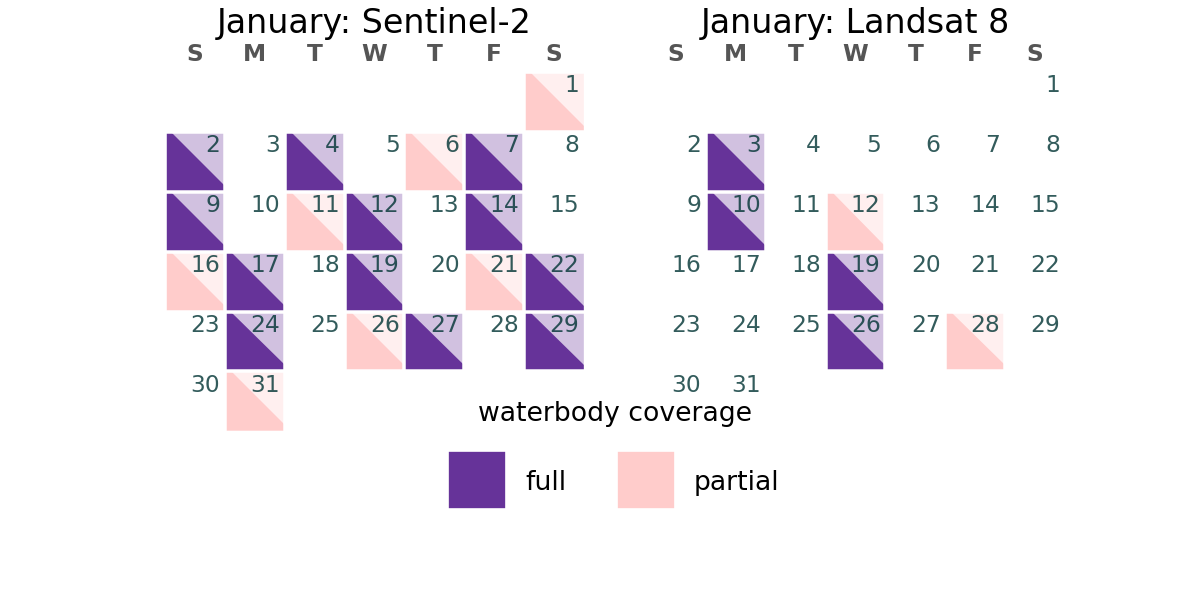 January: Sentinel-2
S M T W T F S
1
2 3 4 5 6 7 8
9 10 11 12 13 14 15
16 17 18 19 20 21 22
23 24 25 26 27 28 29
30 31
January: Landsat 8
S M T W T F S
1
2 3 4 5 6 7 8
9 10 11 12 13 14 15
16 17 18 19 20 21 22
23 24 25 26 27 28 29
30 31
waterbody coverage
full partial